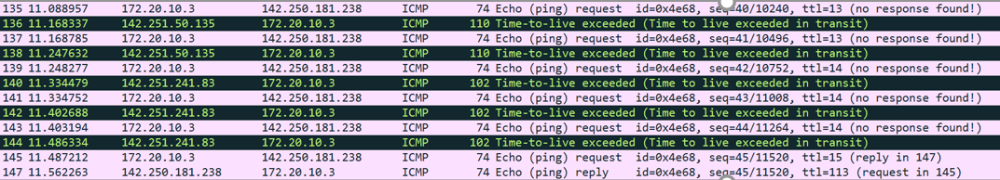 135 11.088957 172.20.10.3 142.250.181.238 ICMP 74 Echo (ping) request id=0x4e68, seq=40/10240, ttl=13 (no response found!)
136 11.168337 142.251.50.135 172.20.10.3 ICMP 110 Time-to-live exceeded (Time to live exceeded in transit)
137 11.168785 172.20.10.3 142.250.181.238 ICMP 74 Echo (ping) request id=0x4e68, seq=41/10496, ttl=13 (no response found!)
138 11.247632 142.251.50.135 172.20.10.3 ICMP 110 Time-to-live exceeded (Time to live exceeded in transit)
139 11.248277 172.20.10.3 142.250.181.238 ICMP 74 Echo (ping) request id=0x4e68, seq=42/10752, ttl=14 (no response found!)
140 11.334479 142.251.241.83 172.20.10.3 ICMP 102 Time-to-live exceeded (Time to live exceeded in transit)
141 11.334752 172.20.10.3 142.250.181.238 ICMP 74 Echo (ping) request id=0x4e68, seq=43/11008, ttl=14 (no response found!)
142 11.402688 142.251.241.83 172.20.10.3 ICMP 102 Time-to-live exceeded (Time to live exceeded in transit)
143 11.403194 172.20.10.3 142.250.181.238 ICMP 74 Echo (ping) request id=0x4e68, seq=44/11264, ttl=14 (no response found!)
144 11.486334 142.251.241.83 172.20.10.3 ICMP 102 Time-to-live exceeded (Time to live exceeded in transit)
145 11.487212 172.20.10.3 142.250.181.238 ICMP 74 Echo (ping) request id=0x4e68, seq=45/11520, ttl=15 (reply in 147)
147 11.562263 142.250.181.238 172.20.10.3 ICMP 74 Echo (ping) reply id=0x4e68, seq=45/11520, ttl=113 (request in 145)